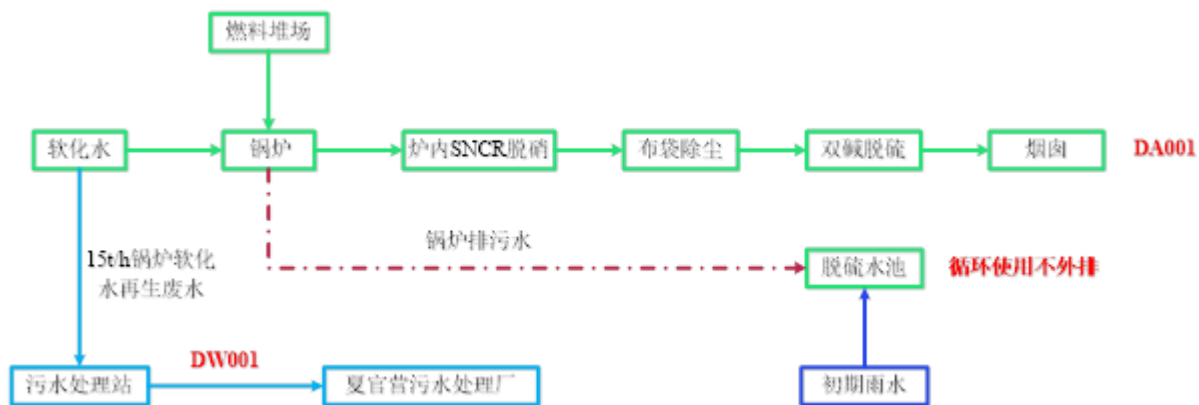 燃料堆场
软化水
锅炉
炉内SNCR脱硝
布袋除尘
双碱脱硫
烟囱
DA001
锅炉排污水
15t/h锅炉软化
水再生废水
脱硫水池
循环使用不外排
DW001
污水处理站
夏官营污水处理厂
初期雨水